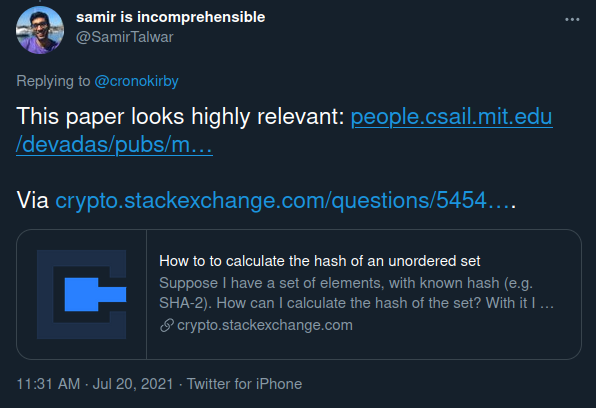 samir is incomprehensible
@SamirTalwar
Replying to @cronokirby
This paper looks highly relevant: people.csail.mit.edu
/devadas/pubs/m…
Via crypto.stackexchange.com/questions/5454….
How to to calculate the hash of an unordered set
Suppose I have a set of elements, with known hash (e.g.
SHA-2). How can I calculate the hash of the set? With it I ...
crypto.stackexchange.com
11:31 AM · Jul 20, 2021 · Twitter for iPhone